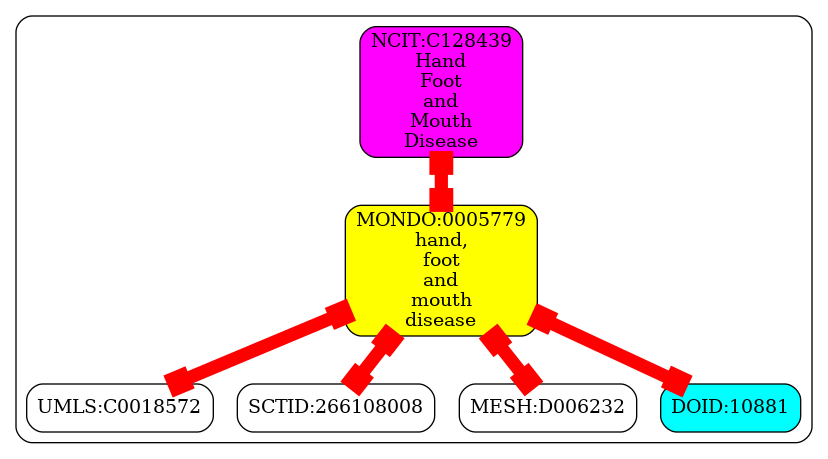 NCIT:C128439
Hand
Foot
and
Mouth
Disease
MONDO:0005779
hand,
foot
and
mouth
disease
UMLS:C0018572
SCTID:266108008
MESH:D006232
DOID:10881